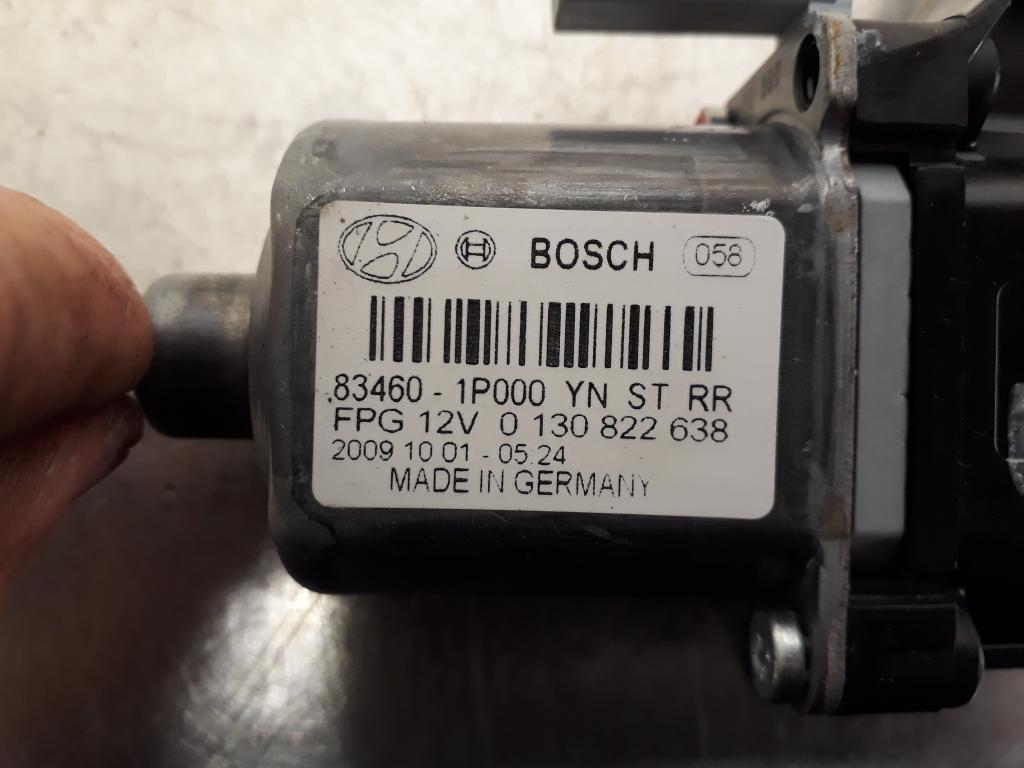 BOSCH 058
83460 - 1P000 YN ST RR
FPG 12V 0 130 822 638
2009 10 01 - 05:24
MADE IN GERMANY